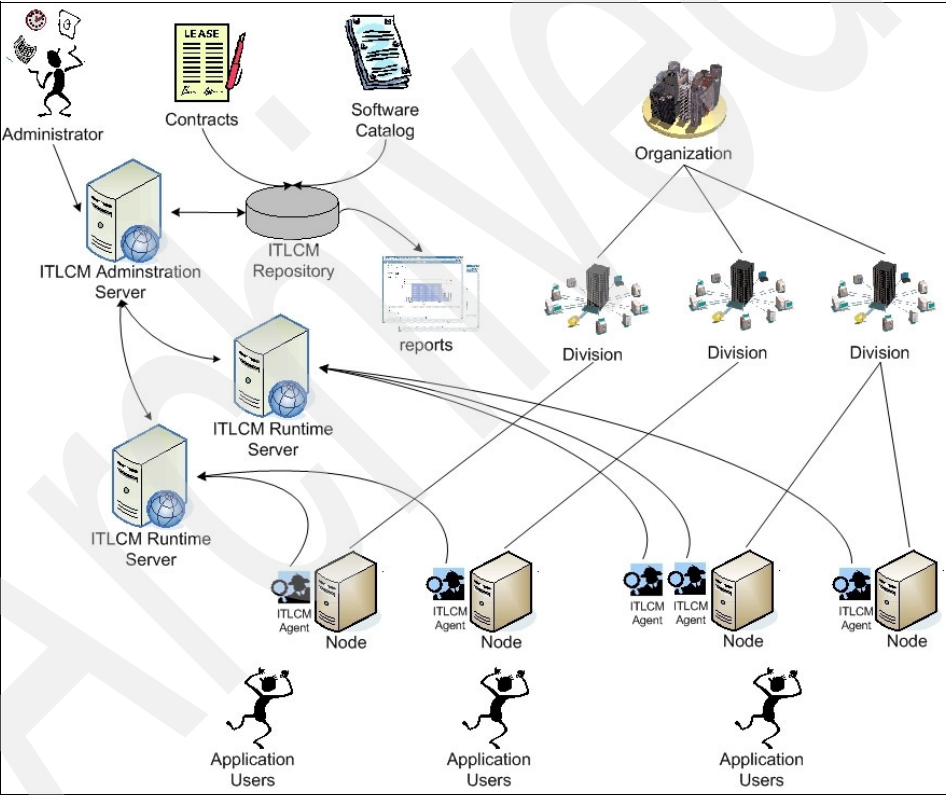 LEASE
Administrator
Contracts
Software
Catalog
Organization
ITLCM Adminstration
Server
ITLCM
Repository
reports
Division
Division
Division
ITLCM Runtime
Server
ITLCM Runtime
Server
ITLCM
Agent
Node
ITLCM
Agent
Node
ITLCM
Agent
ITLCM
Agent
Node
ITLCM
Agent
Node
Application
Users
Application
Users
Application
Users
Archived